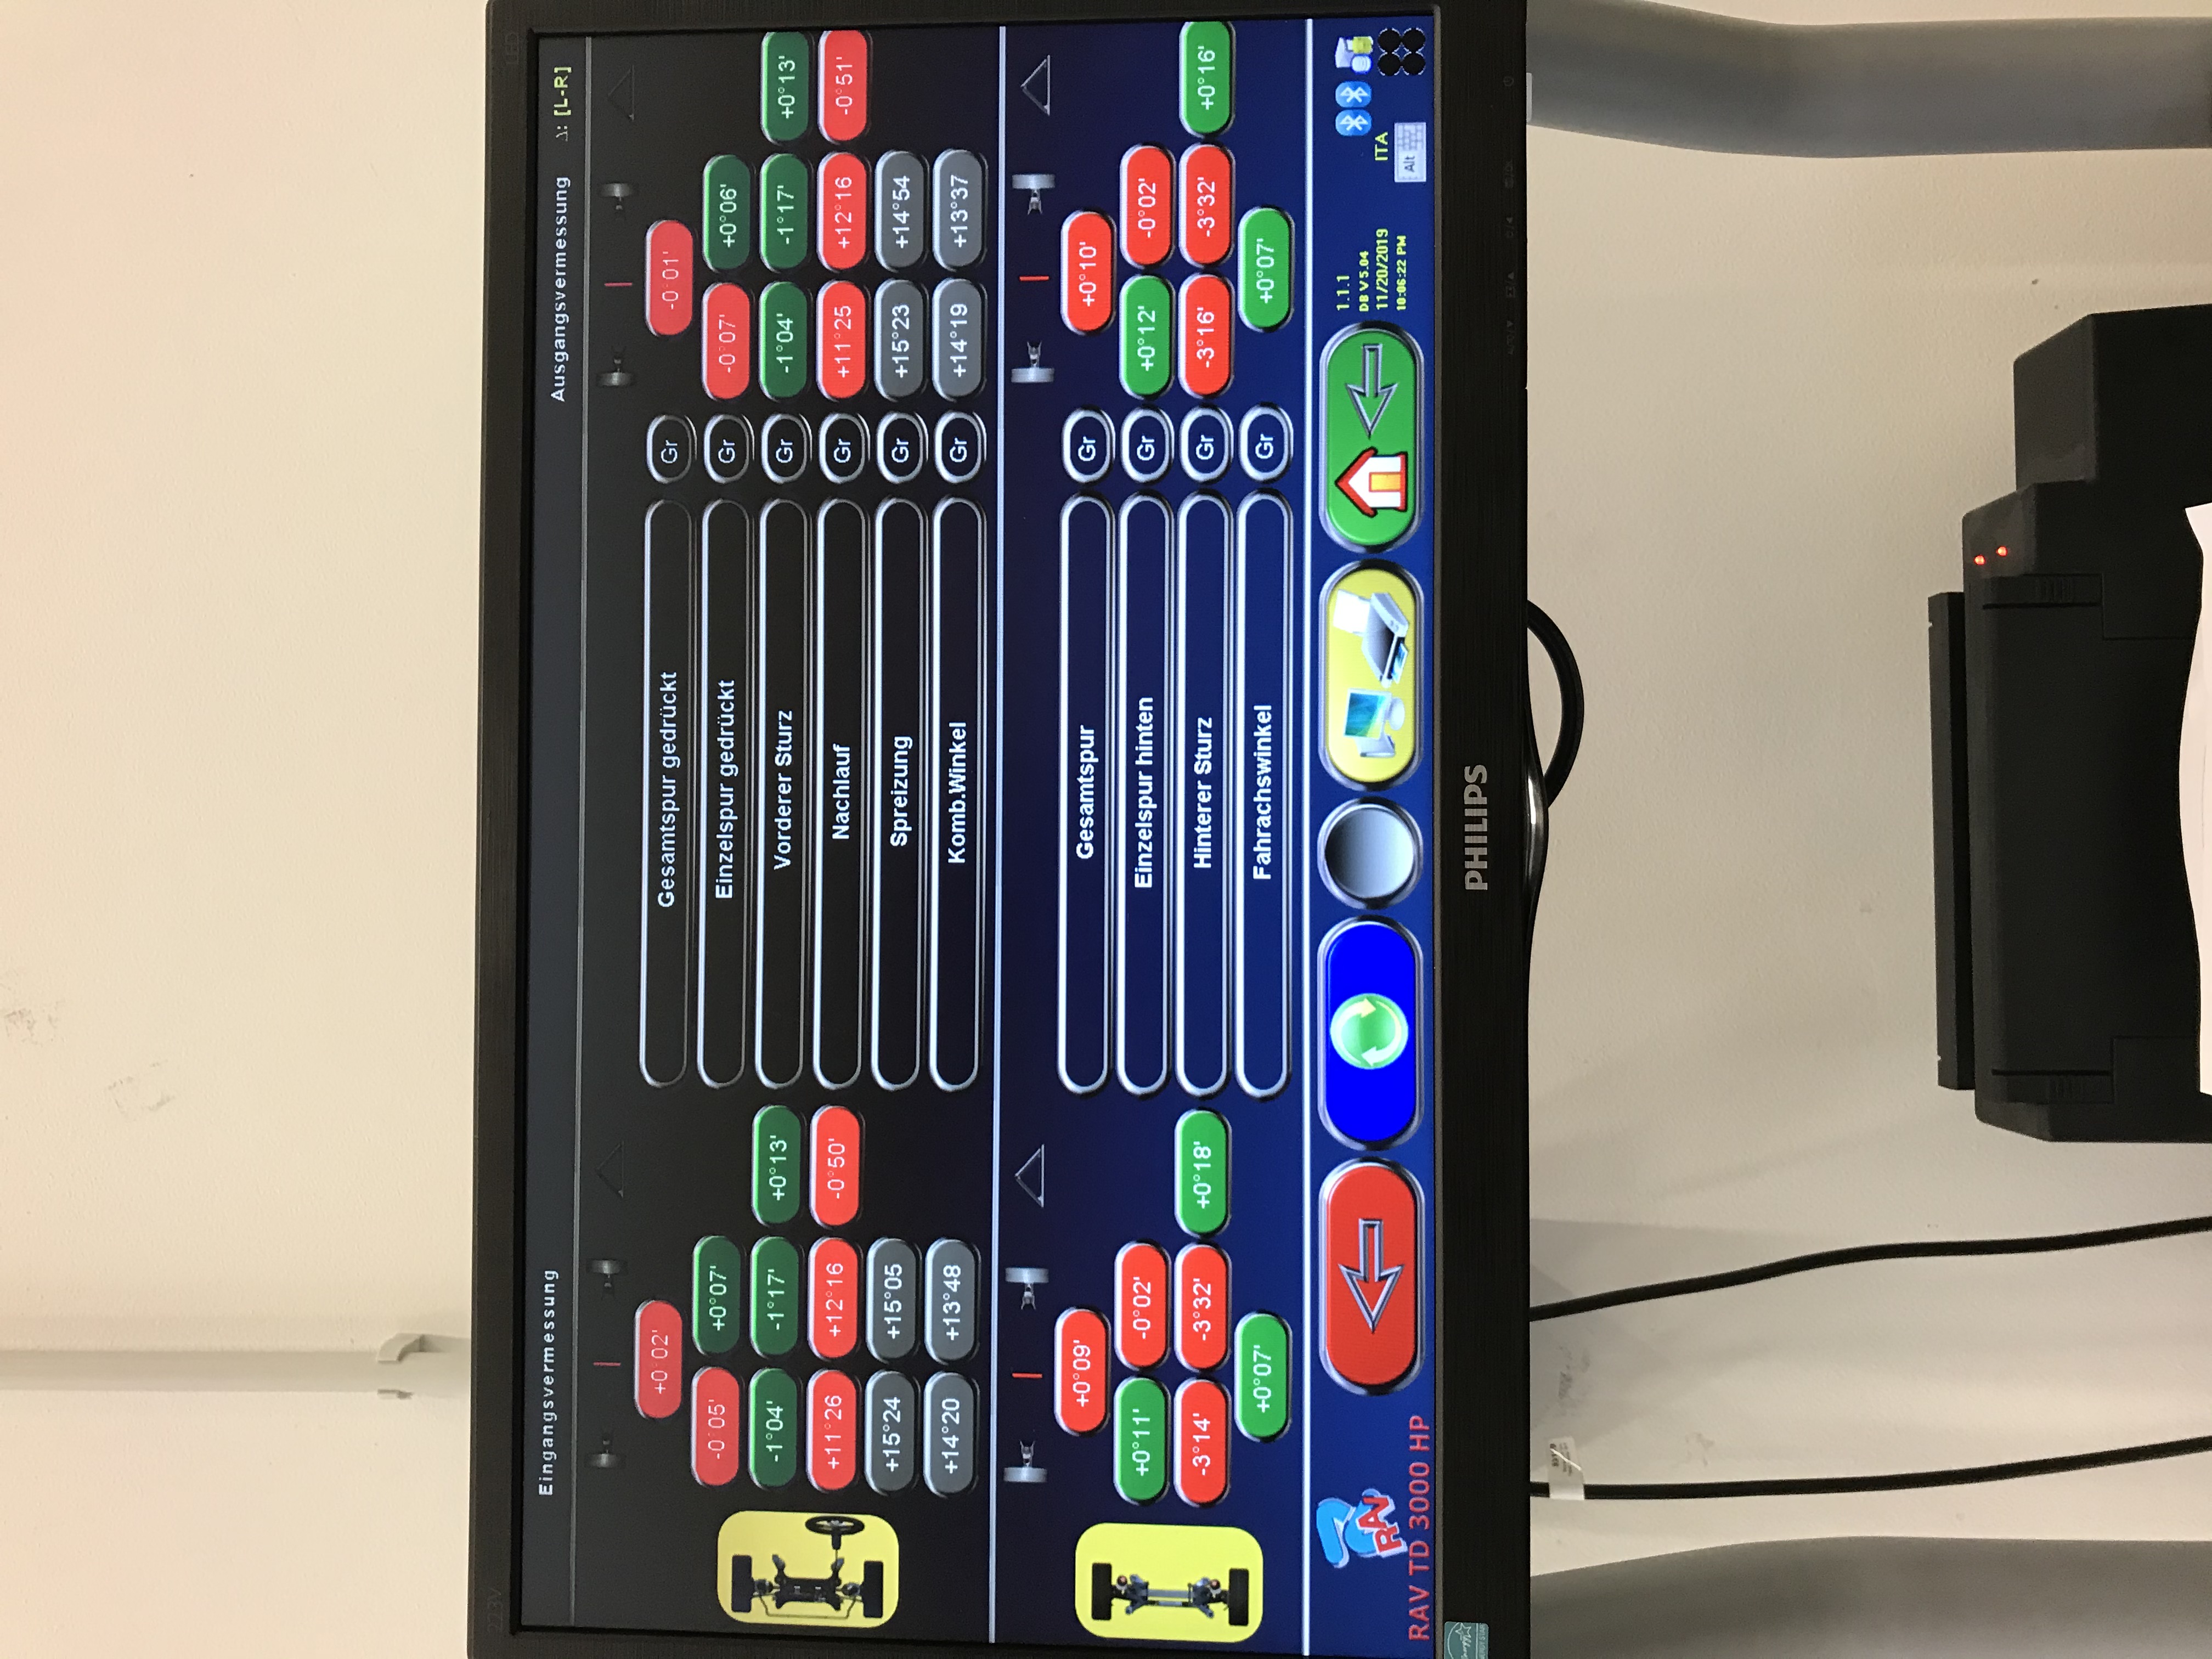 223V
LED
Eingangsvermessung
Ausgangsvermessung Δ: [L-R]
+0°02' Gesamtspur gedrückt Gr -0°01'
-0°05' +0°07' Einzelspur gedrückt Gr -0°07' +0°06'
-1°04' -1°17' +0°13' Vorderer Sturz Gr -1°04' -1°17' +0°13'
+11°26 +12°16 -0°50' Nachlauf Gr +11°25 +12°16 -0°51'
+15°24 +15°05 Spreizung Gr +15°23 +14°54
+14°20 +13°48 Komb.Winkel Gr +14°19 +13°37
+0°09' Gesamtspur Gr +0°10'
+0°11' -0°02' Einzelspur hinten Gr +0°12' -0°02'
-3°14' -3°32' +0°18' Hinterer Sturz Gr -3°16' -3°32' +0°16'
+0°07' Fahrachswinkel Gr +0°07'
RAV
RAV TD 3000 HP
1.1.1
DB V 5.04
11/20/2019
10:06:22 PM
ITA
Alt
PHILIPS